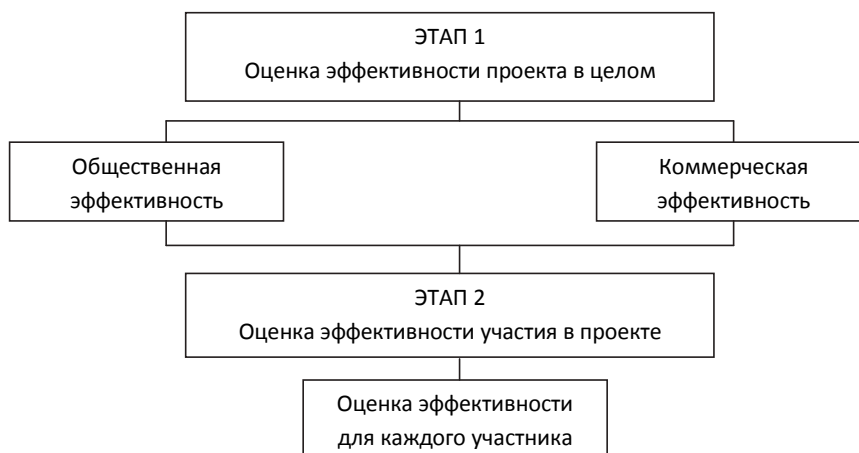 ЭТАП 1
Оценка эффективности проекта в целом
Общественная
эффективность
Коммерческая
эффективность
ЭТАП 2
Оценка эффективности участия в проекте
Оценка эффективности
для каждого участника